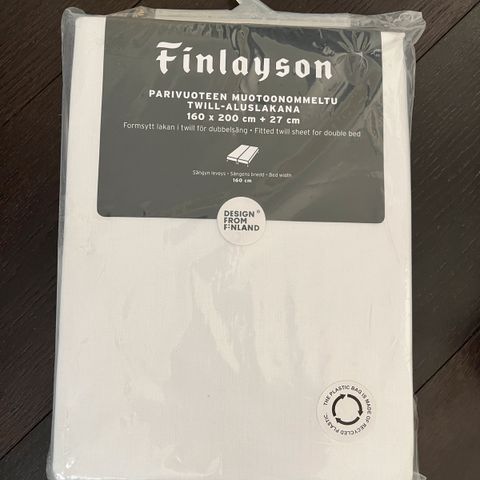 Finlayson
PARIVUOTEEN MUOTOONOMMELTU
TWILL-ALUSLAKANA
160 x 200 cm + 27 cm
Formsytt lakan i twill för dubbelsäng • Fitted twill sheet for double bed
Sängyn leveys • Sängens bredd • Bed width
160 cm
DESIGN
FROM
FINLAND
THE PLASTIC BAG IS MADE OF RECYCLED PLASTIC